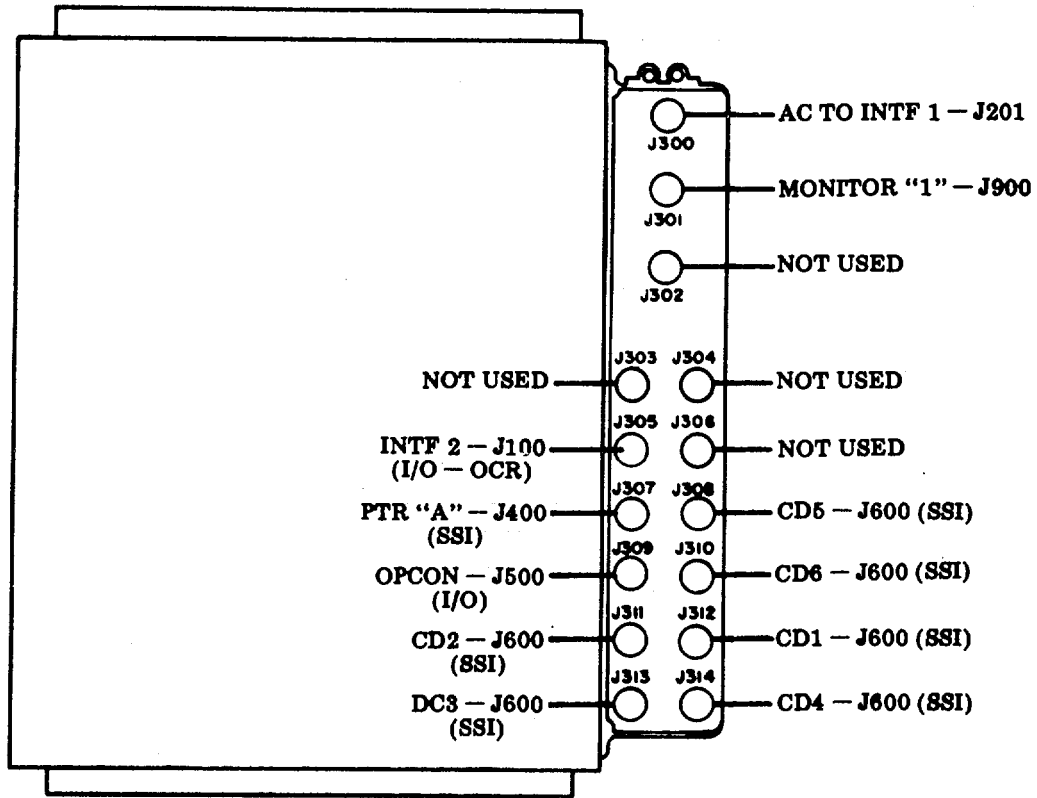 AC TO INTF 1 — J201
J300
MONITOR "1" — J900
J301
NOT USED
J302
J303 J304
NOT USED
NOT USED
J305 J306
INTF 2 — J100
(I/O — OCR)
NOT USED
J307 J308
PTR "A" — J400
(SSI)
CD5 — J600 (SSI)
J309 J310
OPCON — J500
(I/O)
CD6 — J600 (SSI)
J311 J312
CD2 — J600
(SSI)
CD1 — J600 (SSI)
J313 J314
DC3 — J600
(SSI)
CD4 — J600 (SSI)